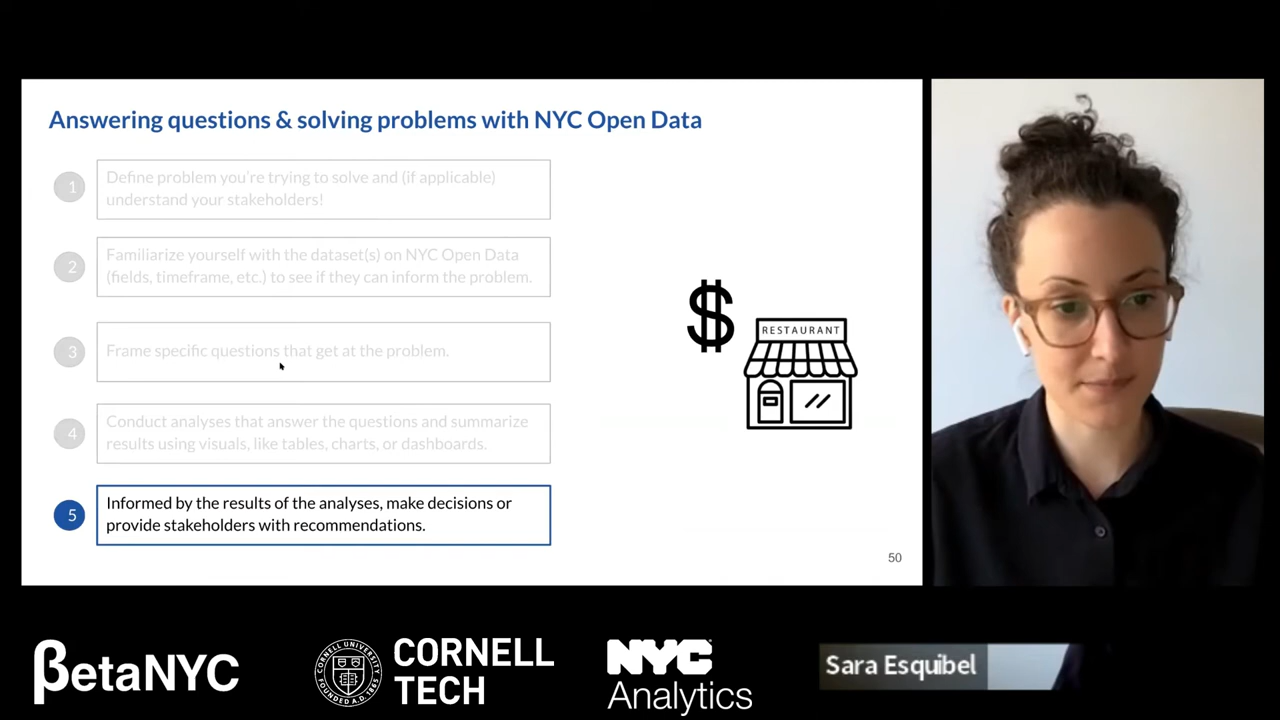 Answering questions & solving problems with NYC Open Data
1
Define problem you're trying to solve and (if applicable)
understand your stakeholders!
2
Familiarize yourself with the dataset(s) on NYC Open Data
(fields, timeframe, etc.) to see if they can inform the problem.
3
Frame specific questions that get at the problem.
4
Conduct analyses that answer the questions and summarize
results using visuals, like tables, charts, or dashboards.
5
Informed by the results of the analyses, make decisions or
provide stakeholders with recommendations.
$
RESTAURANT
50
βetaNYC
CORNELL UNIVERSITY
FOUNDED A.D. 1865
CORNELL
TECH
NYC
Analytics
Sara Esquibel